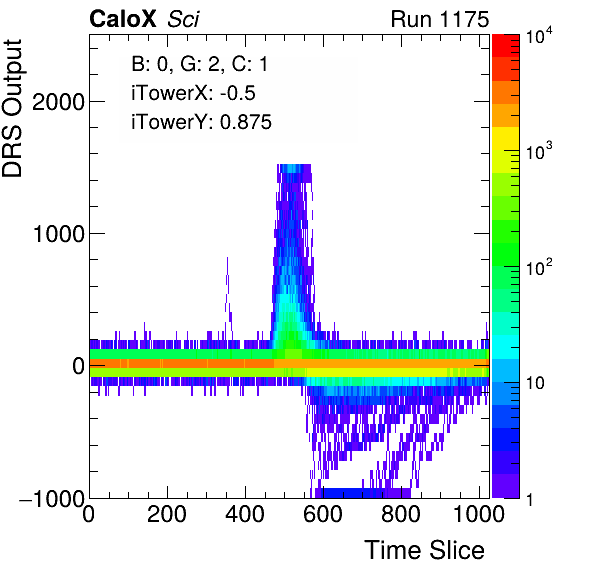 CaloX Sci Run 1175
B: 0, G: 2, C: 1
iTowerX: -0.5
iTowerY: 0.875
DRS Output
2000
1000
0
−1000
0 200 400 600 800 1000
Time Slice
10^4
10^3
10^2
10
1